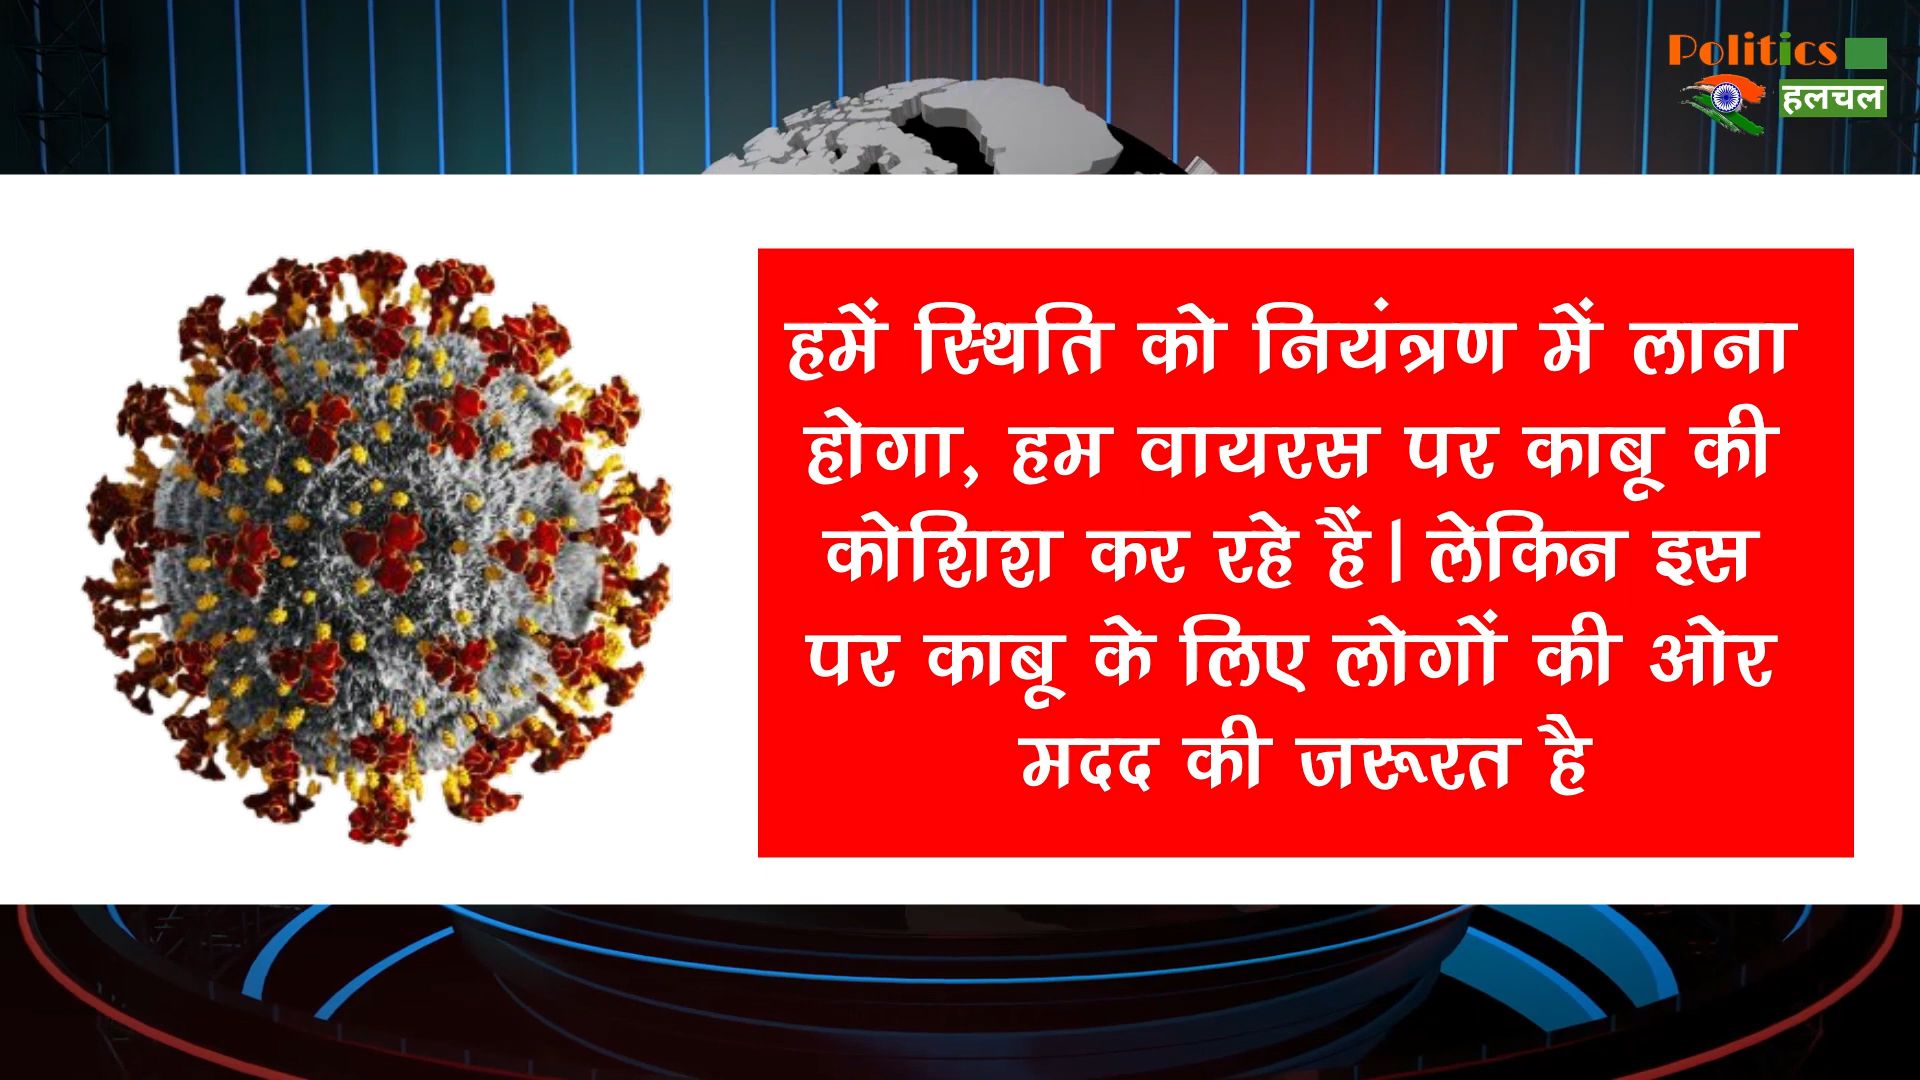 Politics
हलचल
हमें स्थिति को नियंत्रण में लाना
होगा, हम वायरस पर काबू की
कोशिश कर रहे हैं। लेकिन इस
पर काबू के लिए लोगों की ओर
मदद की जरूरत है